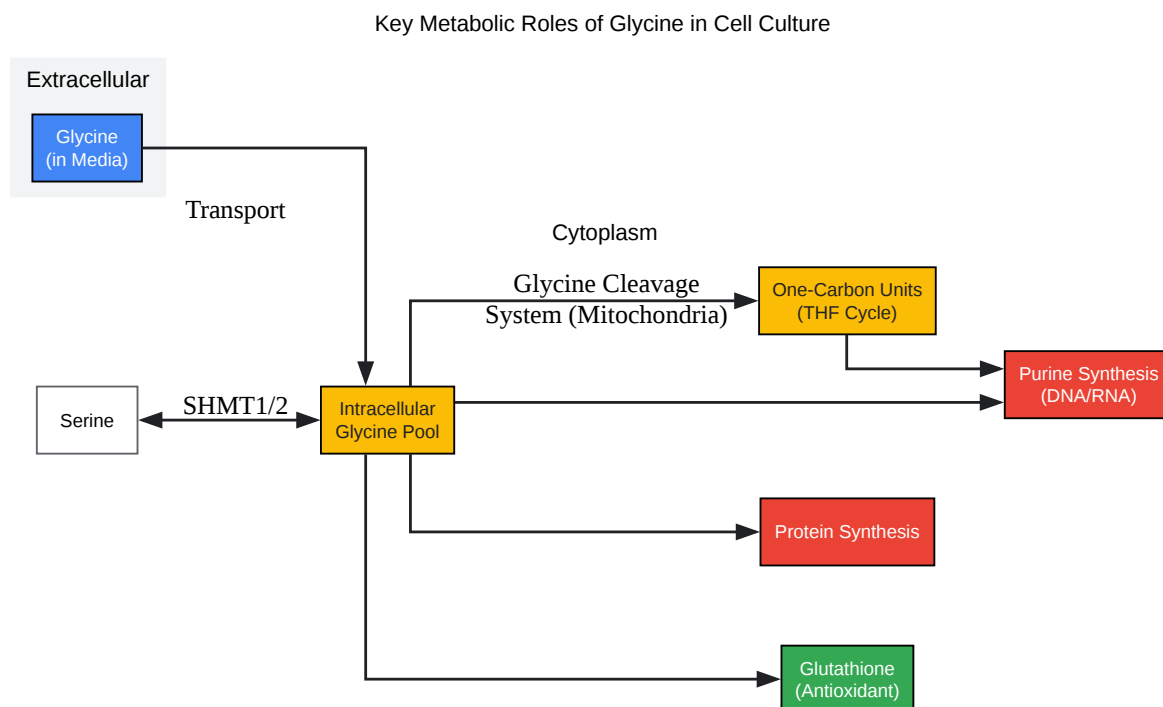 Key Metabolic Roles of Glycine in Cell Culture
Extracellular
Glycine
(in Media)
Transport
Cytoplasm
Glycine Cleavage
System (Mitochondria)
One-Carbon Units
(THF Cycle)
Purine Synthesis
(DNA/RNA)
Serine
SHMT1/2
Intracellular
Glycine Pool
Protein Synthesis
Glutathione
(Antioxidant)